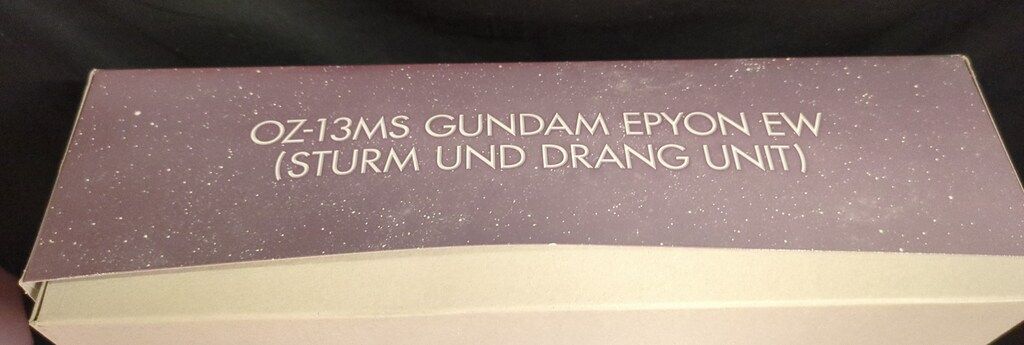 OZ-13MS GUNDAM EPYON EW
(STURM UND DRANG UNIT)